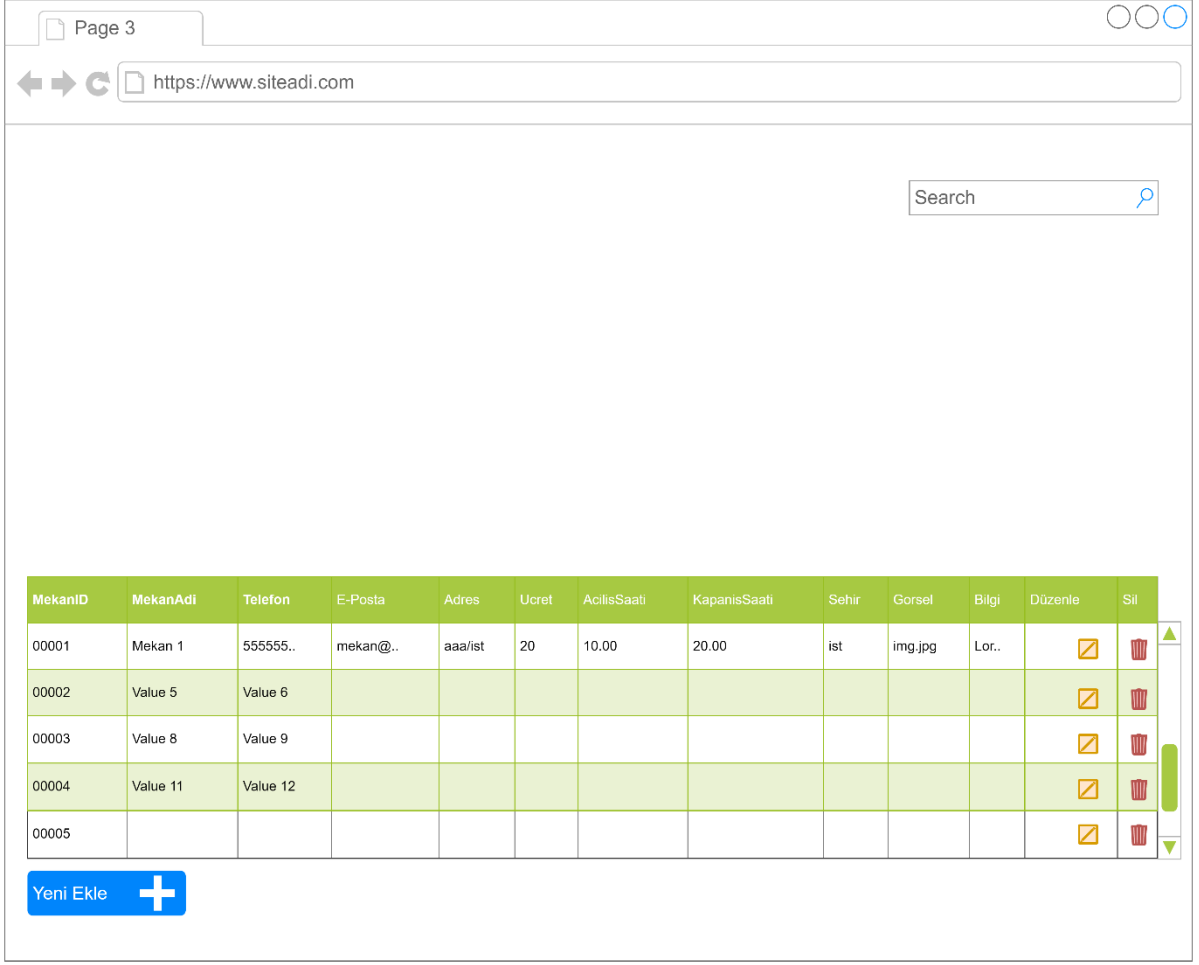 Page 3
https://www.siteadi.com
Search
MekanID MekanAdi Telefon E-Posta Adres Ucret AcilisSaati KapanisSaati Sehir Gorsel Bilgi Düzenle Sil
00001 Mekan 1 555555.. mekan@.. aaa/ist 20 10.00 20.00 ist img.jpg Lor..
00002 Value 5 Value 6
00003 Value 8 Value 9
00004 Value 11 Value 12
00005
Yeni Ekle